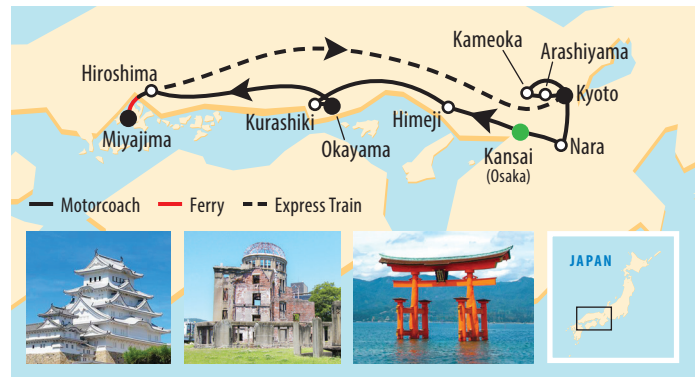 Kameoka
Arashiyama
Hiroshima
Kyoto
Kurashiki
Himeji
Miyajima
Okayama
Kansai
(Osaka)
Nara
Motorcoach
Ferry
Express Train
JAPAN